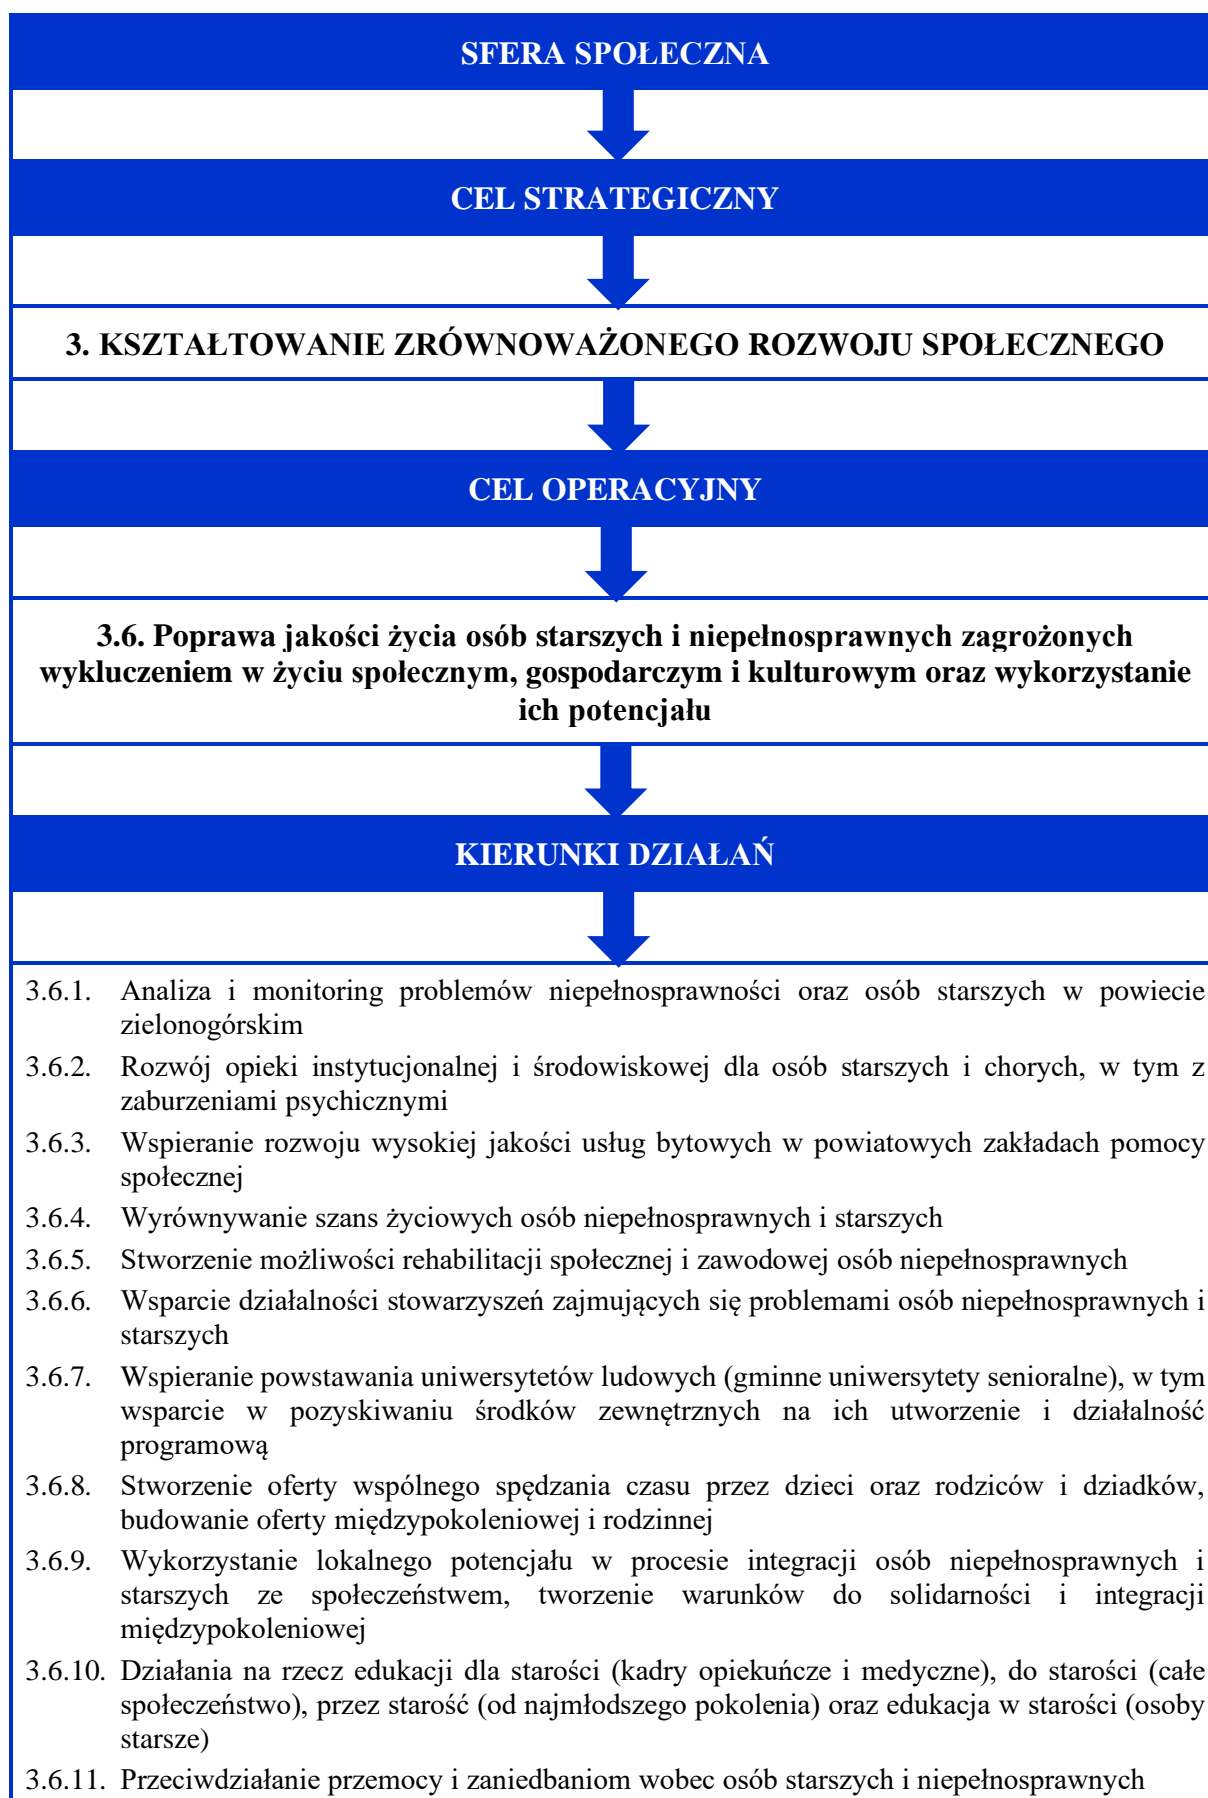 SFERA SPOŁECZNA
CEL STRATEGICZNY
3. KSZTAŁTOWANIE ZRÓWNOWAŻONEGO ROZWOJU SPOŁECZNEGO
CEL OPERACYJNY
3.6. Poprawa jakości życia osób starszych i niepełnosprawnych zagrożonych
wykluczeniem w życiu społecznym, gospodarczym i kulturowym oraz wykorzystanie
ich potencjału
KIERUNKI DZIAŁAŃ
3.6.1. Analiza i monitoring problemów niepełnosprawności oraz osób starszych w powiecie
zielonogórskim
3.6.2. Rozwój opieki instytucjonalnej i środowiskowej dla osób starszych i chorych, w tym z
zaburzeniami psychicznymi
3.6.3. Wspieranie rozwoju wysokiej jakości usług bytowych w powiatowych zakładach pomocy
społecznej
3.6.4. Wyrównywanie szans życiowych osób niepełnosprawnych i starszych
3.6.5. Stworzenie możliwości rehabilitacji społecznej i zawodowej osób niepełnosprawnych
3.6.6. Wsparcie działalności stowarzyszeń zajmujących się problemami osób niepełnosprawnych i
starszych
3.6.7. Wspieranie powstawania uniwersytetów ludowych (gminne uniwersytety senioralne), w tym
wsparcie w pozyskiwaniu środków zewnętrznych na ich utworzenie i działalność
programową
3.6.8. Stworzenie oferty wspólnego spędzania czasu przez dzieci oraz rodziców i dziadków,
budowanie oferty międzypokoleniowej i rodzinnej
3.6.9. Wykorzystanie lokalnego potencjału w procesie integracji osób niepełnosprawnych i
starszych ze społeczeństwem, tworzenie warunków do solidarności i integracji
międzypokoleniowej
3.6.10. Działania na rzecz edukacji dla starości (kadry opiekuńcze i medyczne), do starości (całe
społeczeństwo), przez starość (od najmłodszego pokolenia) oraz edukacja w starości (osoby
starsze)
3.6.11. Przeciwdziałanie przemocy i zaniedbaniom wobec osób starszych i niepełnosprawnych